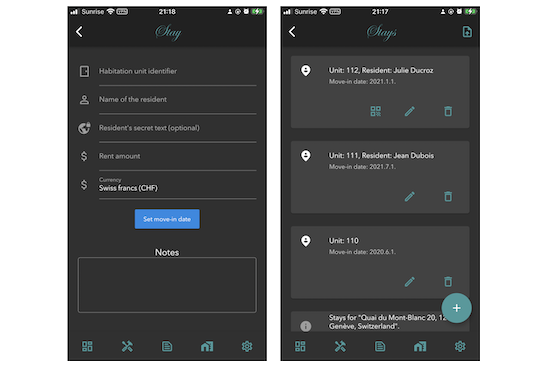 Sunrise VPN 21:18
Stay
Habitation unit identifier
Name of the resident
Resident's secret text (optional)
Rent amount
Currency
Swiss francs (CHF)
Set move-in date
Notes
Sunrise VPN 21:17
Stays
Unit: 112, Resident: Julie Ducroz
Move-in date: 2021.1.1.
Unit: 111, Resident: Jean Dubois
Move-in date: 2021.7.1.
Unit: 110
Move-in date: 2020.6.1.
Stays for "Quai du Mont-Blanc 20, 12
Genève, Switzerland".